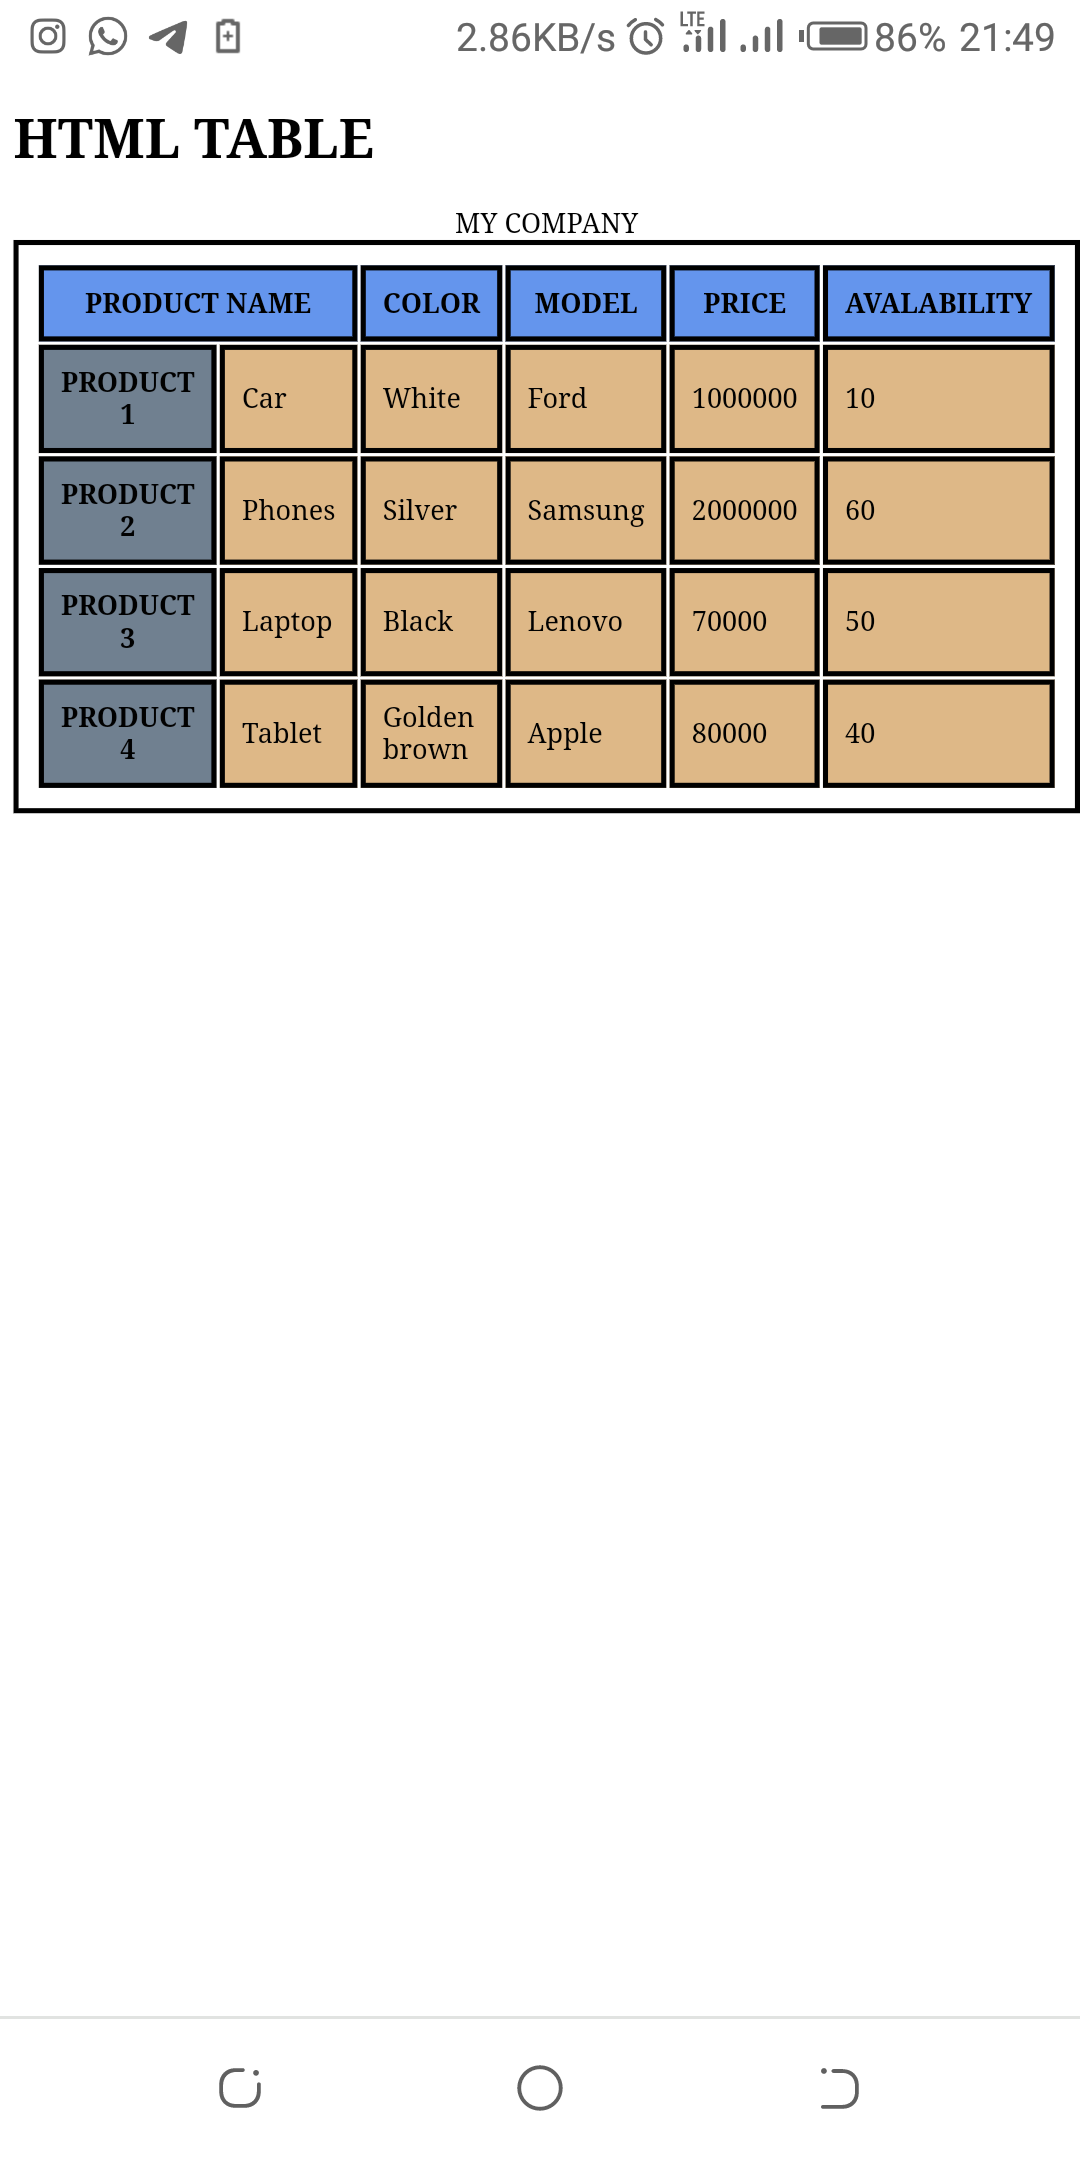 2.86KB/s LTE 86% 21:49
HTML TABLE
MY COMPANY
PRODUCT NAME COLOR MODEL PRICE AVALABILITY
PRODUCT
1 Car White Ford 1000000 10
PRODUCT
2 Phones Silver Samsung 2000000 60
PRODUCT
3 Laptop Black Lenovo 70000 50
PRODUCT
4 Tablet Golden
brown Apple 80000 40